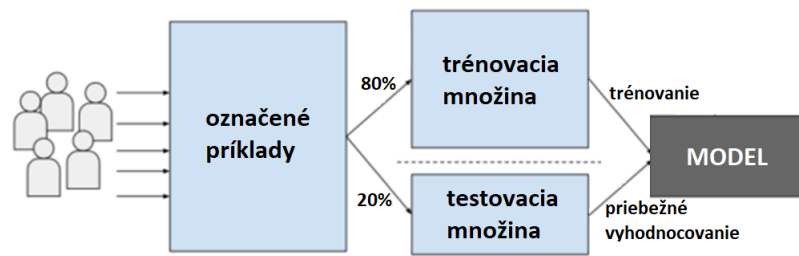 označené
príklady
80%
20%
trénovacia
množina
testovacia
množina
trénovanie
priebežné
vyhodnocovanie
MODEL